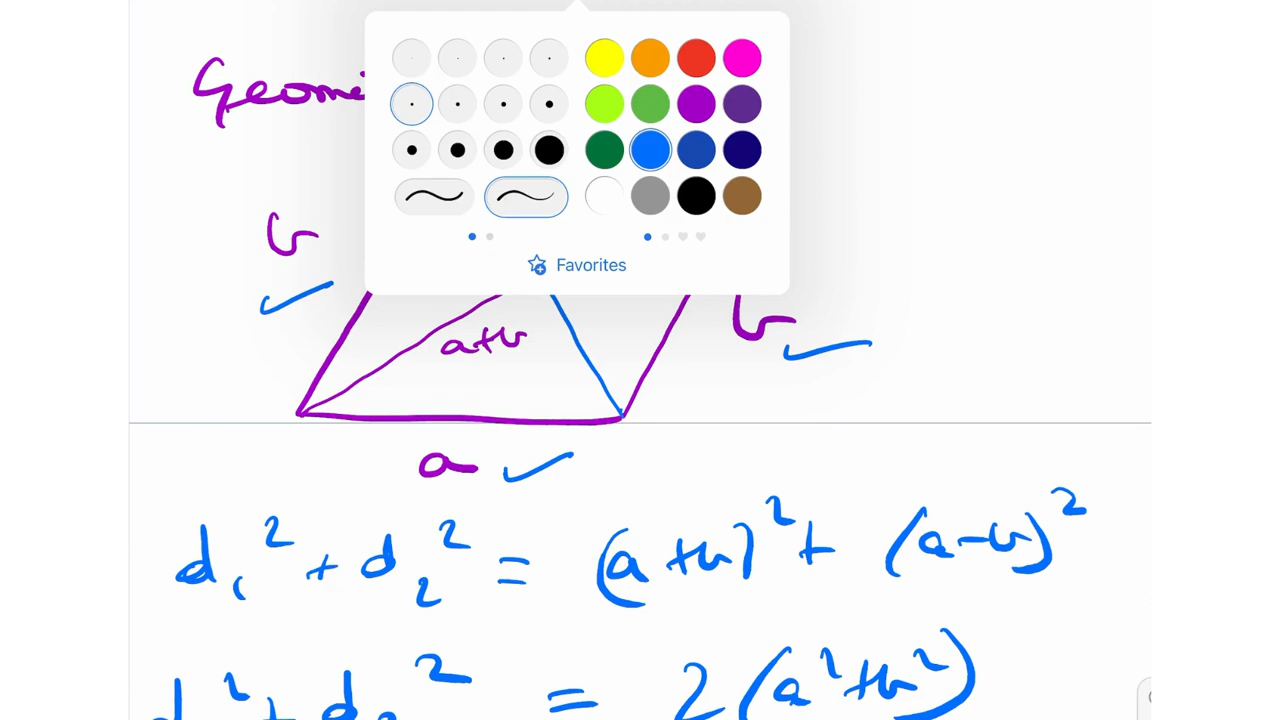 Geome
b
Favorites
a+b
b
a
d₁² + d₂² = (a+b)² + (a-b)²
d₁² + d₂² = 2(a²+b²)